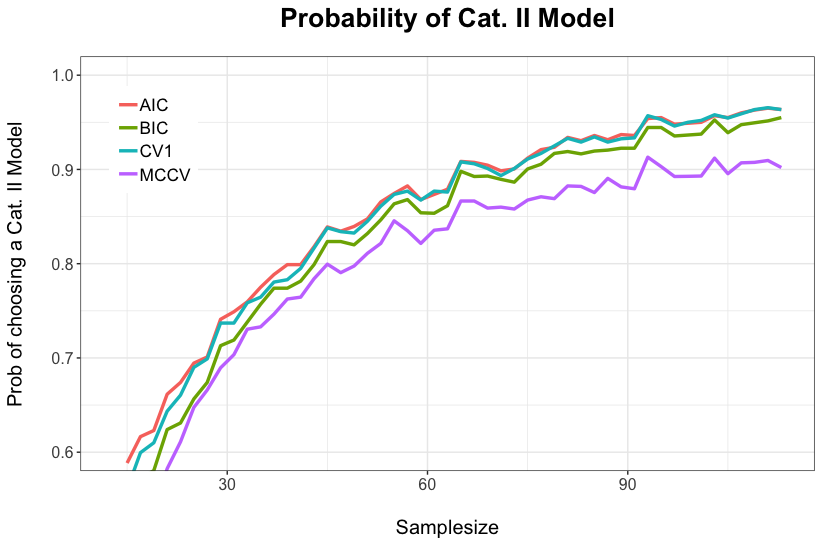 Probability of Cat. II Model
Prob of choosing a Cat. II Model
1.0
0.9
0.8
0.7
0.6
AIC
BIC
CV1
MCCV
30 60 90
Samplesize